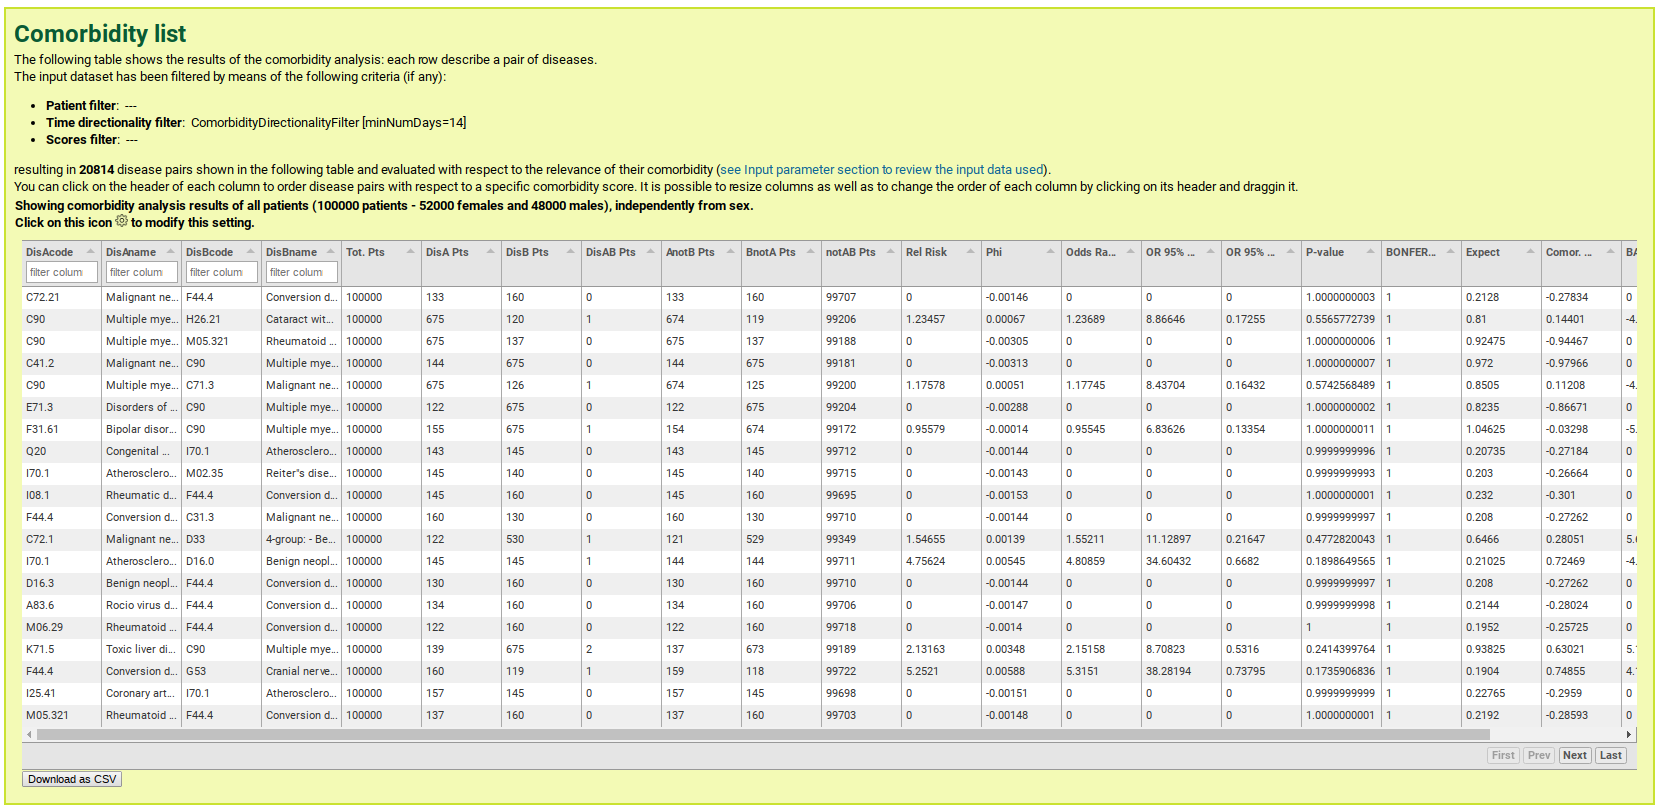 Comorbidity list
The following table shows the results of the comorbidity analysis: each row describe a pair of diseases.
The input dataset has been filtered by means of the following criteria (if any):
• Patient filter: ---
• Time directionality filter: ComorbidityDirectionalityFilter [minNumDays=14]
• Scores filter: ---
resulting in 20814 disease pairs shown in the following table and evaluated with respect to the relevance of their comorbidity (see Input parameter section to review the input data used).
You can click on the header of each column to order disease pairs with respect to a specific comorbidity score. It is possible to resize columns as well as to change the order of each column by clicking on its header and draggin it.
Showing comorbidity analysis results of all patients (100000 patients - 52000 females and 48000 males), independently from sex.
Click on this icon to modify this setting.
DisAcode DisAname DisBcode DisBname Tot. Pts DisA Pts DisB Pts DisAB Pts AnotB Pts BnotA Pts notAB Pts Rel Risk Phi Odds Ra... OR 95% ... OR 95% ... P-value BONFER... Expect Comor. ... BA
filter colum filter colum filter colum filter colum
C72.21 Malignant ne... F44.4 Conversion d... 100000 133 160 0 133 160 99707 0 -0.00146 0 0 0 1.0000000003 1 0.2128 -0.27834 0
C90 Multiple mye... H26.21 Cataract wit... 100000 675 120 1 674 119 99206 1.23457 0.00067 1.23689 8.86646 0.17255 0.5565772739 1 0.81 0.14401 -4.
C90 Multiple mye... M05.321 Rheumatoid ... 100000 675 137 0 675 137 99188 0 -0.00305 0 0 0 1.0000000006 1 0.92475 -0.94467 0
C41.2 Malignant ne... C90 Multiple mye... 100000 144 675 0 144 675 99181 0 -0.00313 0 0 0 1.0000000007 1 0.972 -0.97966 0
C90 Multiple mye... C71.3 Malignant ne... 100000 675 126 1 674 125 99200 1.17578 0.00051 1.17745 8.43704 0.16432 0.5742568489 1 0.8505 0.11208 -4.
E71.3 Disorders of ... C90 Multiple mye... 100000 122 675 0 122 675 99204 0 -0.00288 0 0 0 1.0000000002 1 0.8235 -0.86671 0
F31.61 Bipolar disor... C90 Multiple mye... 100000 155 675 1 154 674 99172 0.95579 -0.00014 0.95545 6.83626 0.13354 1.0000000011 1 1.04625 -0.03298 -5.
Q20 Congenital ... I70.1 Atherosclero... 100000 143 145 0 143 145 99712 0 -0.00144 0 0 0 0.9999999996 1 0.20735 -0.27184 0
I70.1 Atherosclero... M02.35 Reiter"s dise... 100000 145 140 0 145 140 99715 0 -0.00143 0 0 0 0.9999999993 1 0.203 -0.26664 0
I08.1 Rheumatic d... F44.4 Conversion d... 100000 145 160 0 145 160 99695 0 -0.00153 0 0 0 1.0000000001 1 0.232 -0.301 0
F44.4 Conversion d... C31.3 Malignant ne... 100000 160 130 0 160 130 99710 0 -0.00144 0 0 0 0.9999999997 1 0.208 -0.27262 0
C72.1 Malignant ne... D33 4-group: - Be... 100000 122 530 1 121 529 99349 1.54655 0.00139 1.55211 11.12897 0.21647 0.4772820043 1 0.6466 0.28051 5.
I70.1 Atherosclero... D16.0 Benign neopl... 100000 145 145 1 144 144 99711 4.75624 0.00545 4.80859 34.60432 0.6682 0.1898649565 1 0.21025 0.72469 -4.
D16.3 Benign neopl... F44.4 Conversion d... 100000 130 160 0 130 160 99710 0 -0.00144 0 0 0 0.9999999997 1 0.208 -0.27262 0
A83.6 Rocio virus d... F44.4 Conversion d... 100000 134 160 0 134 160 99706 0 -0.00147 0 0 0 0.9999999998 1 0.2144 -0.28024 0
M06.29 Rheumatoid ... F44.4 Conversion d... 100000 122 160 0 122 160 99718 0 -0.0014 0 0 0 1 1 0.1952 -0.25725 0
K71.5 Toxic liver di... C90 Multiple mye... 100000 139 675 2 137 673 99189 2.13163 0.00348 2.15158 8.70823 0.5316 0.2414399764 1 0.93825 0.63021 5.
F44.4 Conversion d... G53 Cranial nerve... 100000 160 119 1 159 118 99722 5.2521 0.00588 5.3151 38.28194 0.73795 0.1735906836 1 0.1904 0.74855 4.
I25.41 Coronary art... I70.1 Atherosclero... 100000 157 145 0 157 145 99698 0 -0.00151 0 0 0 0.9999999999 1 0.22765 -0.2959 0
M05.321 Rheumatoid ... F44.4 Conversion d... 100000 137 160 0 137 160 99703 0 -0.00148 0 0 0 1.0000000001 1 0.2192 -0.28593 0
First Prev Next Last
Download as CSV